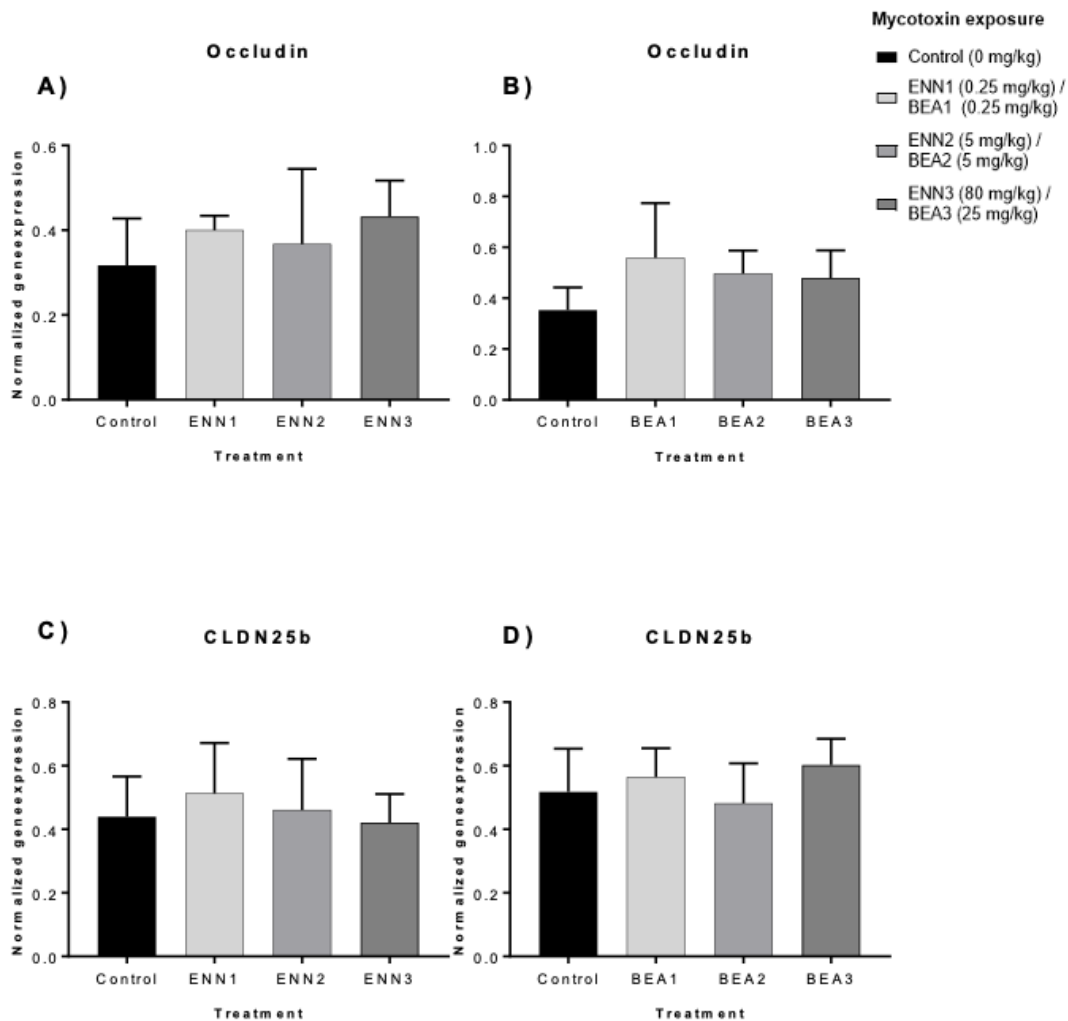 Mycotoxin exposure
Control (0 mg/kg)
ENN1 (0.25 mg/kg) /
BEA1 (0.25 mg/kg)
ENN2 (5 mg/kg) /
BEA2 (5 mg/kg)
ENN3 (80 mg/kg) /
BEA3 (25 mg/kg)
Occludin
A)
Normalized geneexpression
0.6
0.4
0.2
0.0
Control ENN1 ENN2 ENN3
Treatment
Occludin
B)
1.0
0.8
0.6
0.4
0.2
0.0
Control BEA1 BEA2 BEA3
Treatment
C)
CLDN25b
Normalized geneexpression
0.8
0.6
0.4
0.2
0.0
Control ENN1 ENN2 ENN3
Treatment
D)
CLDN25b
Normalized geneexpression
0.8
0.6
0.4
0.2
0.0
Control BEA1 BEA2 BEA3
Treatment